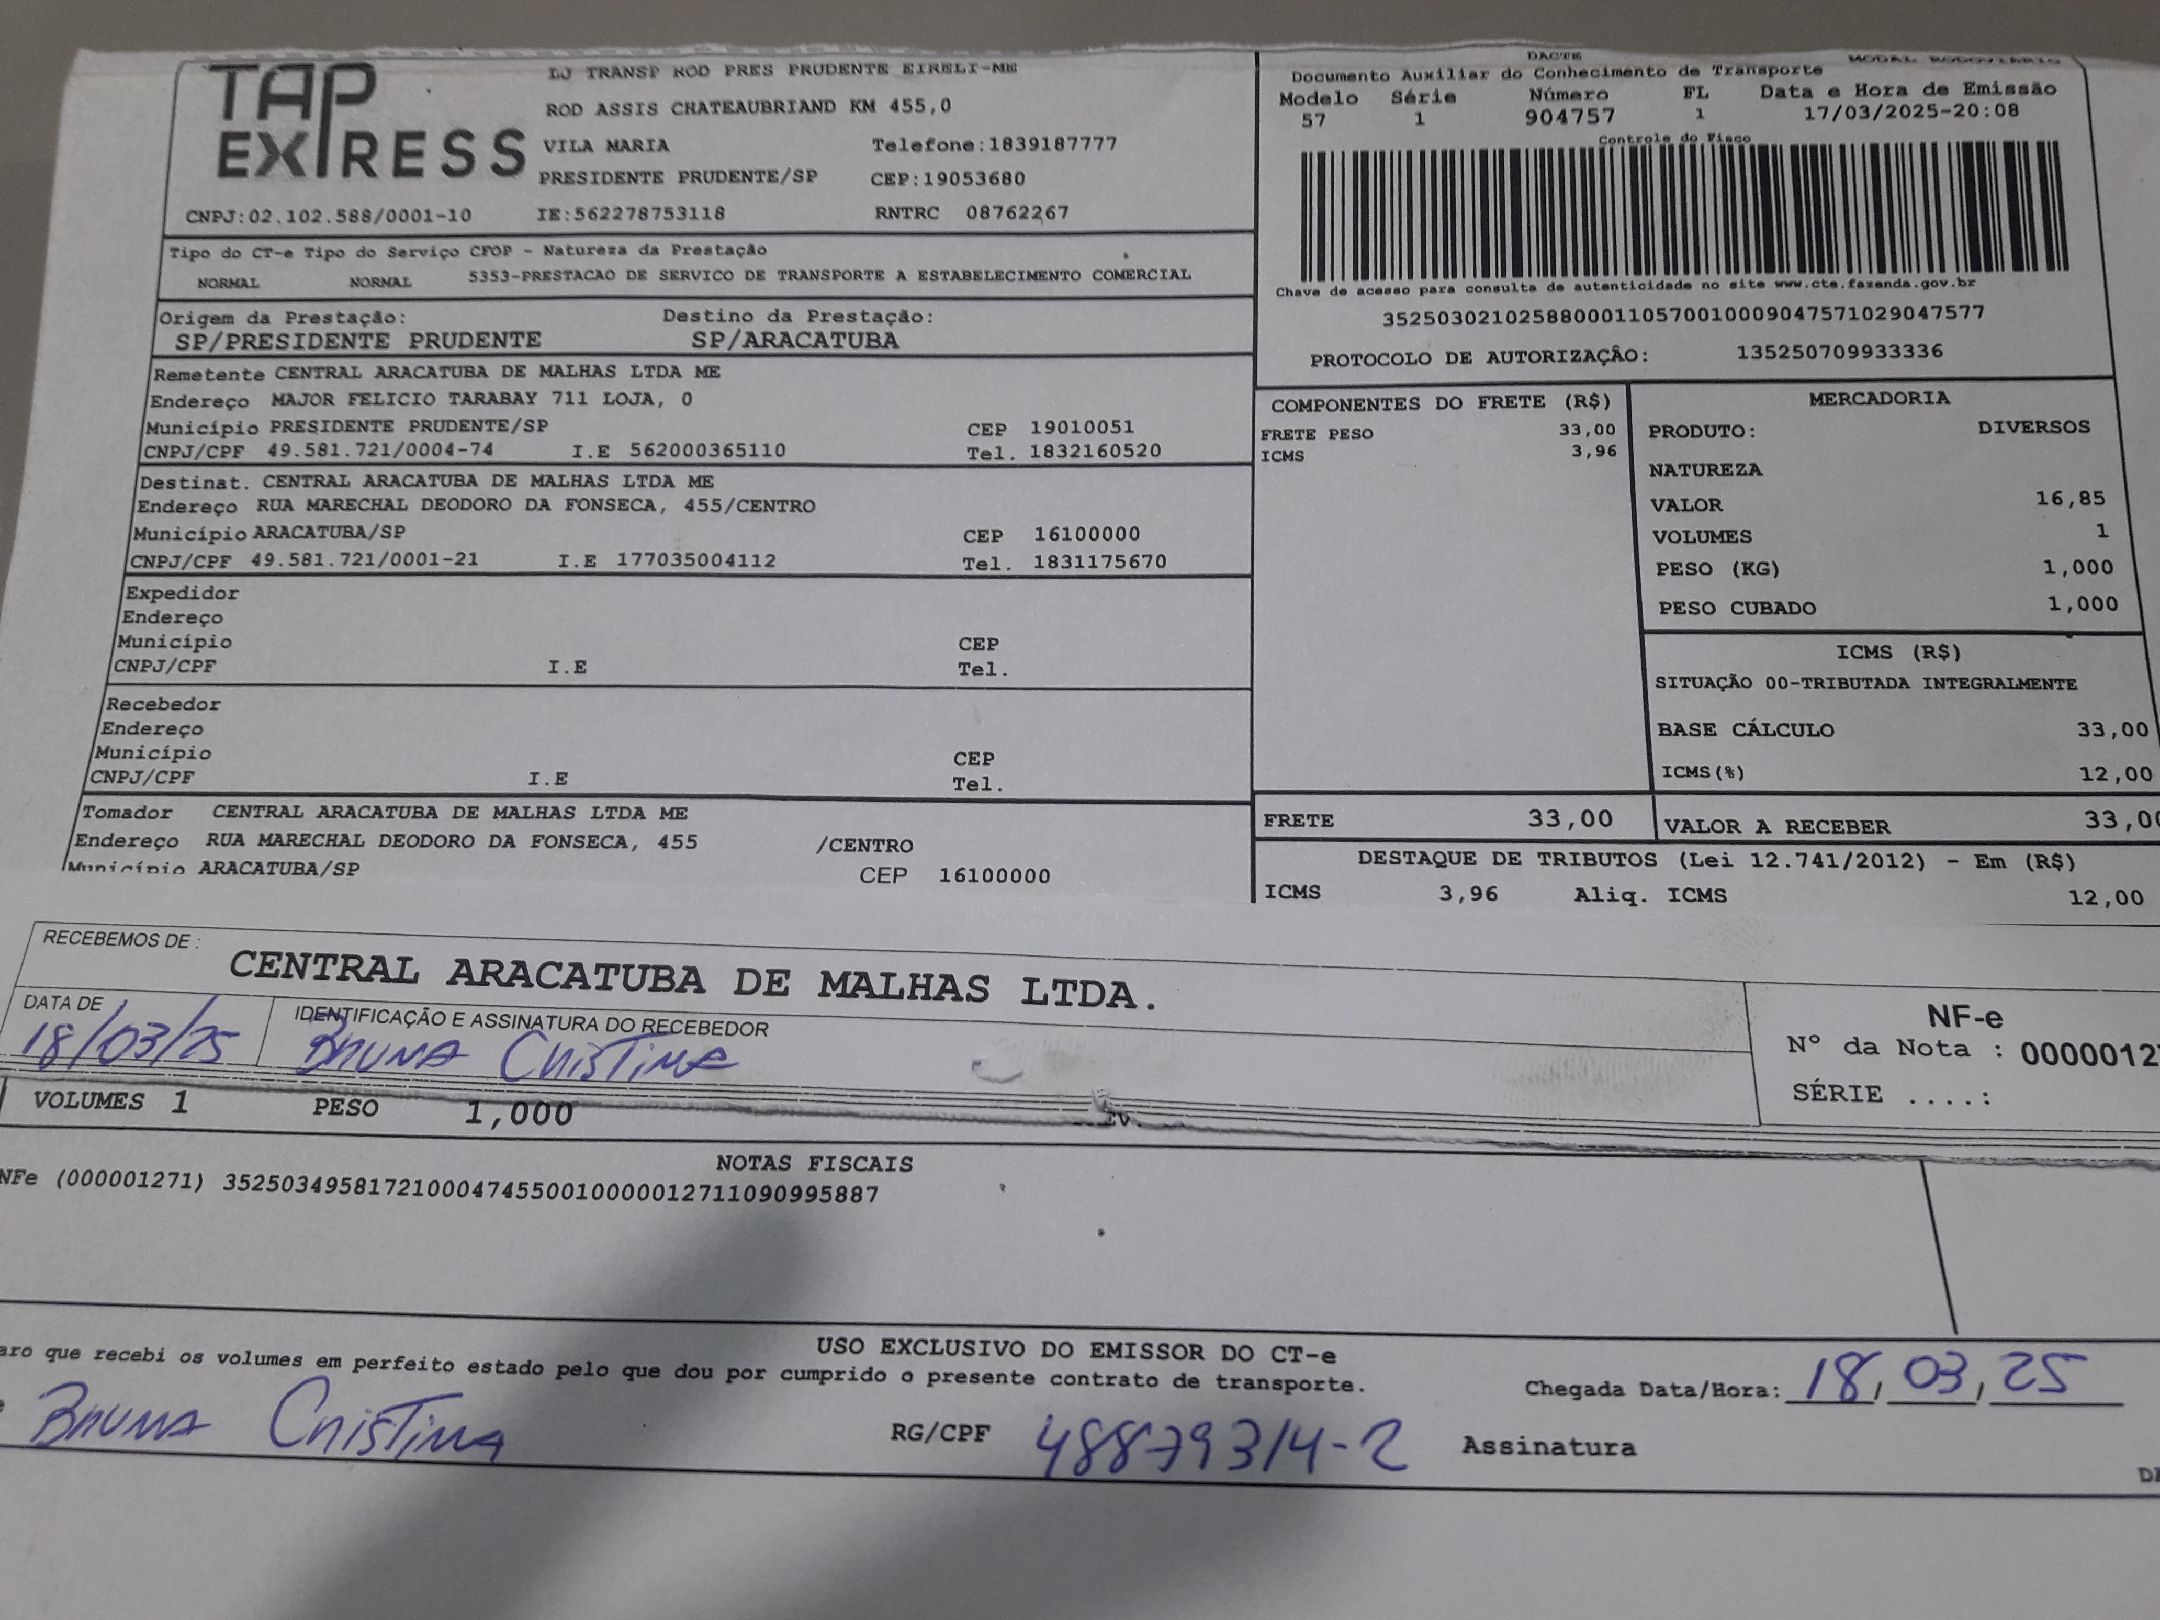 TAP EXPRESS
LJ TRANSP ROD PRES PRUDENTE EIRELI-ME
ROD ASSIS CHATEAUBRIAND KM 455,0
VILA MARIA Telefone:1839187777
PRESIDENTE PRUDENTE/SP CEP:19053680
CNPJ:02.102.588/0001-10 IE:562278753118 RNTRC 08762267
DACTE MODAL RODOVIÁRIO
Documento Auxiliar do Conhecimento de Transporte
Modelo Série Número FL Data e Hora de Emissão
57 1 904757 1 17/03/2025-20:08
Controle do Fisco
Chave de acesso para consulta de autenticidade no site www.cte.fazenda.gov.br
35250302102588000110570010009047571029047577
PROTOCOLO DE AUTORIZAÇÃO: 135250709933336
Tipo do CT-e Tipo do Serviço CFOP - Natureza da Prestação
NORMAL NORMAL 5353-PRESTACAO DE SERVICO DE TRANSPORTE A ESTABELECIMENTO COMERCIAL
Origem da Prestação: Destino da Prestação:
SP/PRESIDENTE PRUDENTE SP/ARACATUBA
Remetente CENTRAL ARACATUBA DE MALHAS LTDA ME
Endereço MAJOR FELICIO TARABAY 711 LOJA, 0
Município PRESIDENTE PRUDENTE/SP CEP 19010051
CNPJ/CPF 49.581.721/0004-74 I.E 562000365110 Tel. 1832160520
Destinat. CENTRAL ARACATUBA DE MALHAS LTDA ME
Endereço RUA MARECHAL DEODORO DA FONSECA, 455/CENTRO
Município ARACATUBA/SP CEP 16100000
CNPJ/CPF 49.581.721/0001-21 I.E 177035004112 Tel. 1831175670
Expedidor
Endereço
Município CEP
CNPJ/CPF I.E Tel.
Recebedor
Endereço
Município CEP
CNPJ/CPF I.E Tel.
Tomador CENTRAL ARACATUBA DE MALHAS LTDA ME
Endereço RUA MARECHAL DEODORO DA FONSECA, 455 /CENTRO
Município ARACATUBA/SP CEP 16100000
COMPONENTES DO FRETE (R$)
FRETE PESO 33,00
ICMS 3,96
MERCADORIA
PRODUTO: DIVERSOS
NATUREZA
VALOR 16,85
VOLUMES 1
PESO (KG) 1,000
PESO CUBADO 1,000
ICMS (R$)
SITUAÇÃO 00-TRIBUTADA INTEGRALMENTE
BASE CÁLCULO 33,00
ICMS(%) 12,00
FRETE 33,00 VALOR A RECEBER 33,00
DESTAQUE DE TRIBUTOS (Lei 12.741/2012) - Em (R$)
ICMS 3,96 Aliq. ICMS 12,00
RECEBEMOS DE :
CENTRAL ARACATUBA DE MALHAS LTDA.
DATA DE IDENTIFICAÇÃO E ASSINATURA DO RECEBEDOR
18/03/25 Bruna Cristina
NF-e
Nº da Nota : 00000127
SÉRIE ....:
VOLUMES 1 PESO 1,000
NOTAS FISCAIS
NFe (000001271) 35250349581721000474550010000012711090995887
USO EXCLUSIVO DO EMISSOR DO CT-e
aro que recebi os volumes em perfeito estado pelo que dou por cumprido o presente contrato de transporte.
Chegada Data/Hora: 18/03/25
Bruna Cristina RG/CPF 48879314-2 Assinatura